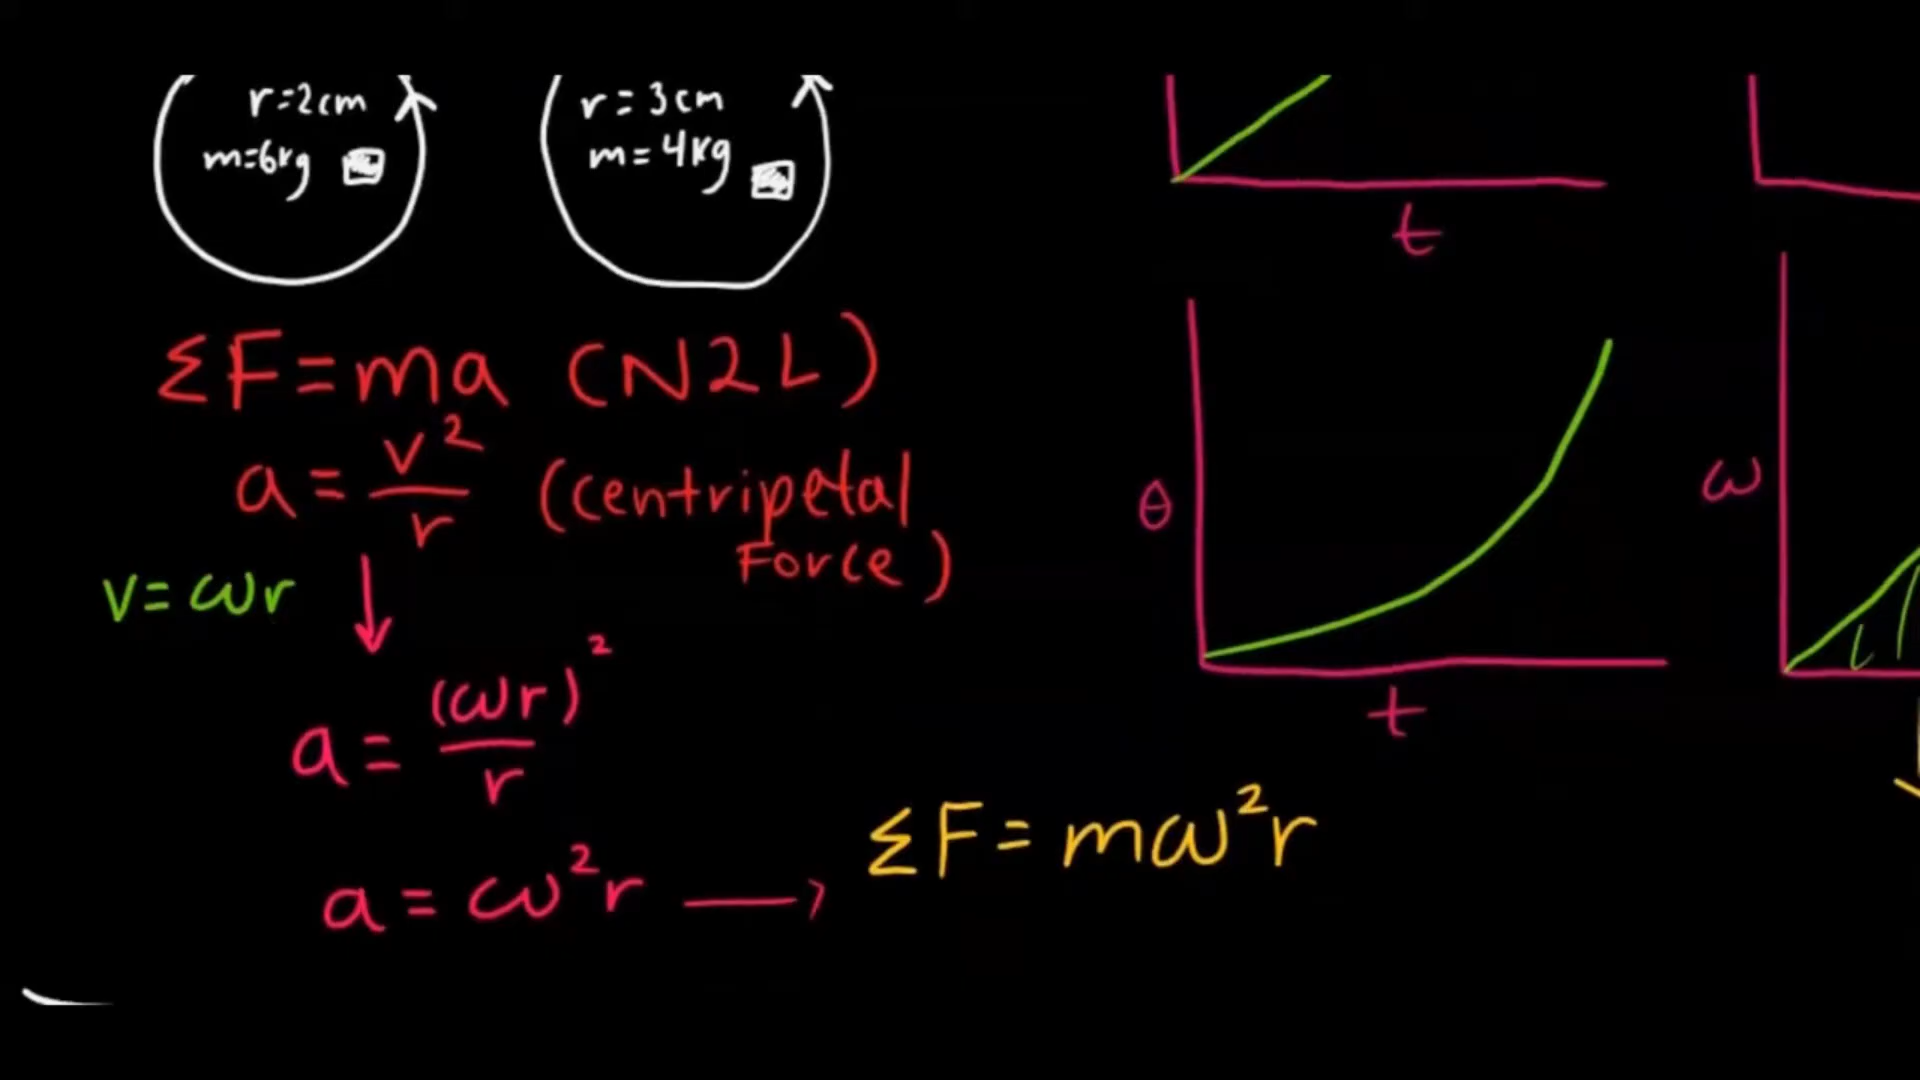 r=2cm
m=6kg
r=3cm
m=4kg
ΣF=ma (N2L)
a=v²/r (centripetal
Force)
v=ωr
a=(ωr)²/r
a=ω²r →
ΣF=mω²r
t
θ
t
ω